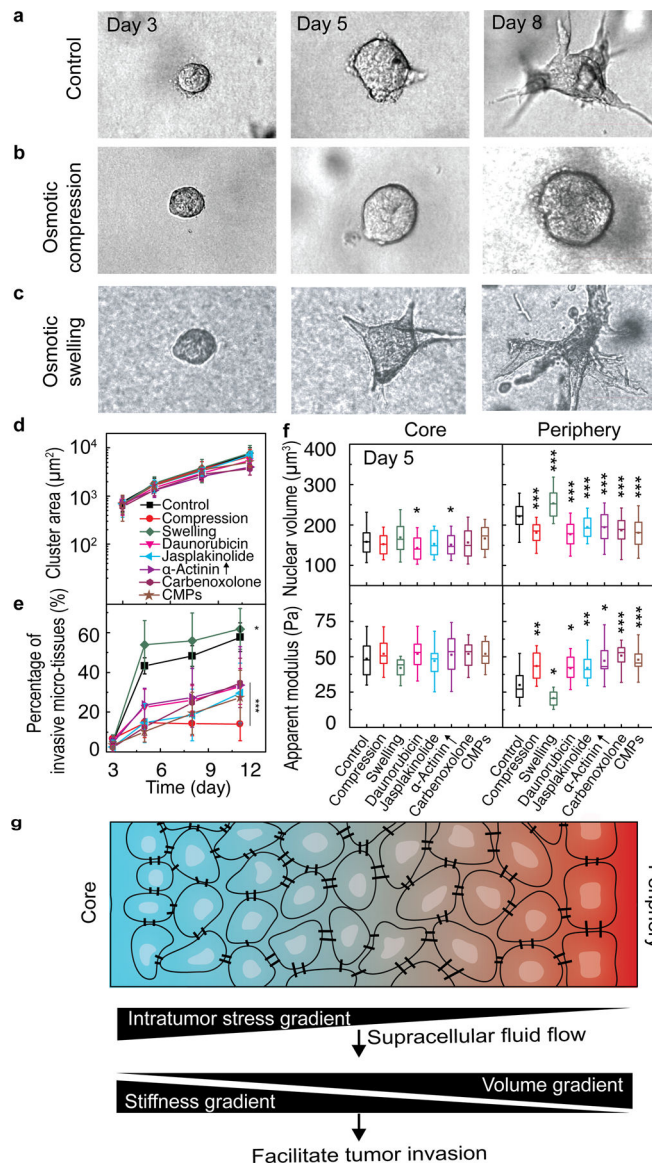 a
Day 3
Day 5
Day 8
Control
b
Osmotic
compression
c
Osmotic
swelling
d
Cluster area (μm²)
10⁴
10³
10²
Control
Compression
Swelling
Daunorubicin
Jasplakinolide
α-Actinin ↑
Carbenoxolone
CMPs
e
Percentage of
invasive micro-tissues (%)
60
40
20
0
*
***
3
6
9
12
Time (day)
f
Core
Periphery
Day 5
Nuclear volume (μm³)
400
300
200
100
*
*
***
***
***
***
***
***
***
Apparent modulus (Pa)
100
75
50
25
**
*
*
**
*
***
***
Control
Compression
Swelling
Daunorubicin
Jasplakinolide
α-Actinin ↑
Carbenoxolone
CMPs
Control
Compression
Swelling
Daunorubicin
Jasplakinolide
α-Actinin ↑
Carbenoxolone
CMPs
g
Core
Intratumor stress gradient
Supracellular fluid flow
Volume gradient
Stiffness gradient
Facilitate tumor invasion